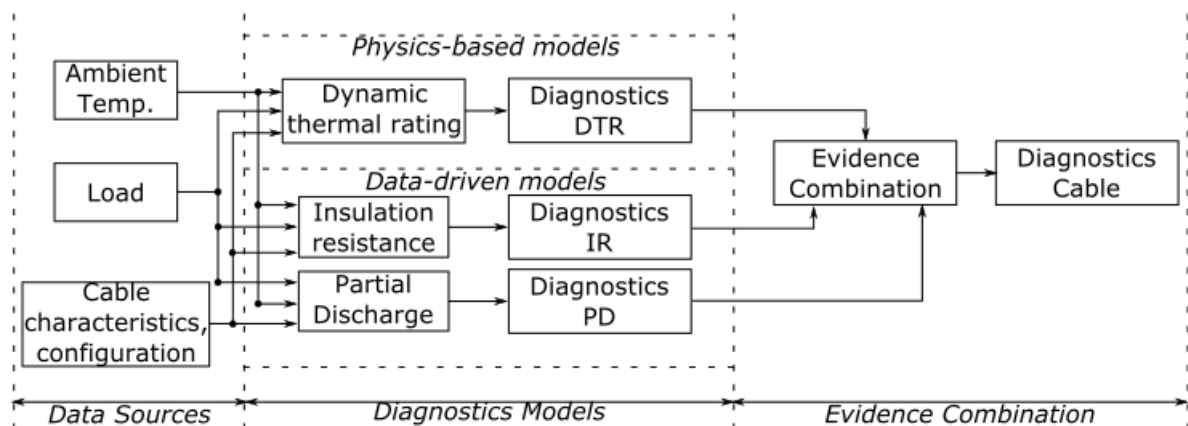 Physics-based models
Ambient
Temp.
Dynamic
thermal rating
Diagnostics
DTR
Load
Evidence
Combination
Diagnostics
Cable
Data-driven models
Insulation
resistance
Diagnostics
IR
Cable
characteristics,
configuration
Partial
Discharge
Diagnostics
PD
Data Sources
Diagnostics Models
Evidence Combination